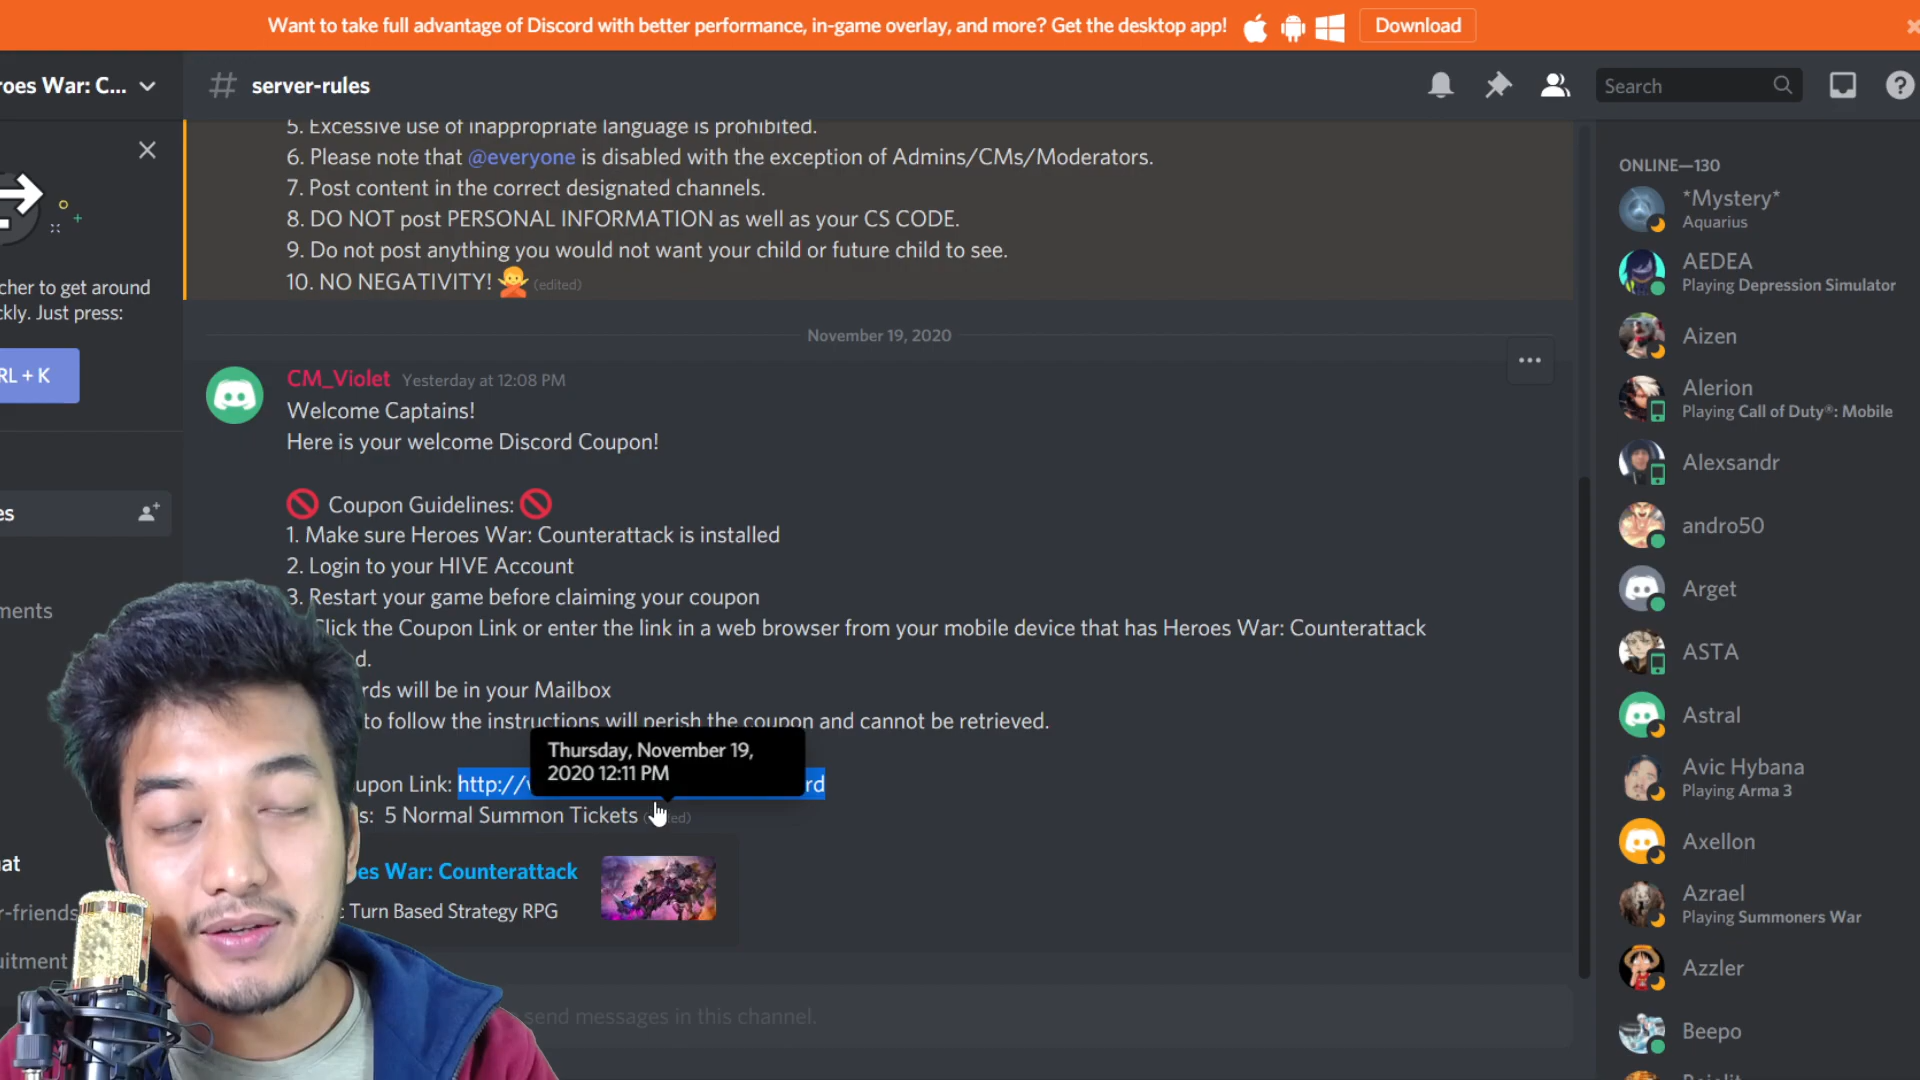 Want to take full advantage of Discord with better performance, in-game overlay, and more? Get the desktop app!
Download
roes War: C...
server-rules
Search
5. Excessive use of inappropriate language is prohibited.
6. Please note that @everyone is disabled with the exception of Admins/CMs/Moderators.
7. Post content in the correct designated channels.
8. DO NOT post PERSONAL INFORMATION as well as your CS CODE.
9. Do not post anything you would not want your child or future child to see.
10. NO NEGATIVITY! (edited)
cher to get around
ckly. Just press:
RL + K
es
ments
at
r-friends
uitment
November 19, 2020
CM_Violet Yesterday at 12:08 PM
Welcome Captains!
Here is your welcome Discord Coupon!
Coupon Guidelines:
1. Make sure Heroes War: Counterattack is installed
2. Login to your HIVE Account
3. Restart your game before claiming your coupon
Click the Coupon Link or enter the link in a web browser from your mobile device that has Heroes War: Counterattack
d.
rds will be in your Mailbox
to follow the instructions will perish the coupon and cannot be retrieved.
Thursday, November 19,
2020 12:11 PM
upon Link: http:// rd
s: 5 Normal Summon Tickets ed)
es War: Counterattack
: Turn Based Strategy RPG
send messages in this channel.
ONLINE—130
*Mystery*
Aquarius
AEDEA
Playing Depression Simulator
Aizen
Alerion
Playing Call of Duty®: Mobile
Alexsandr
andro50
Arget
ASTA
Astral
Avic Hybana
Playing Arma 3
Axellon
Azrael
Playing Summoners War
Azzler
Beepo